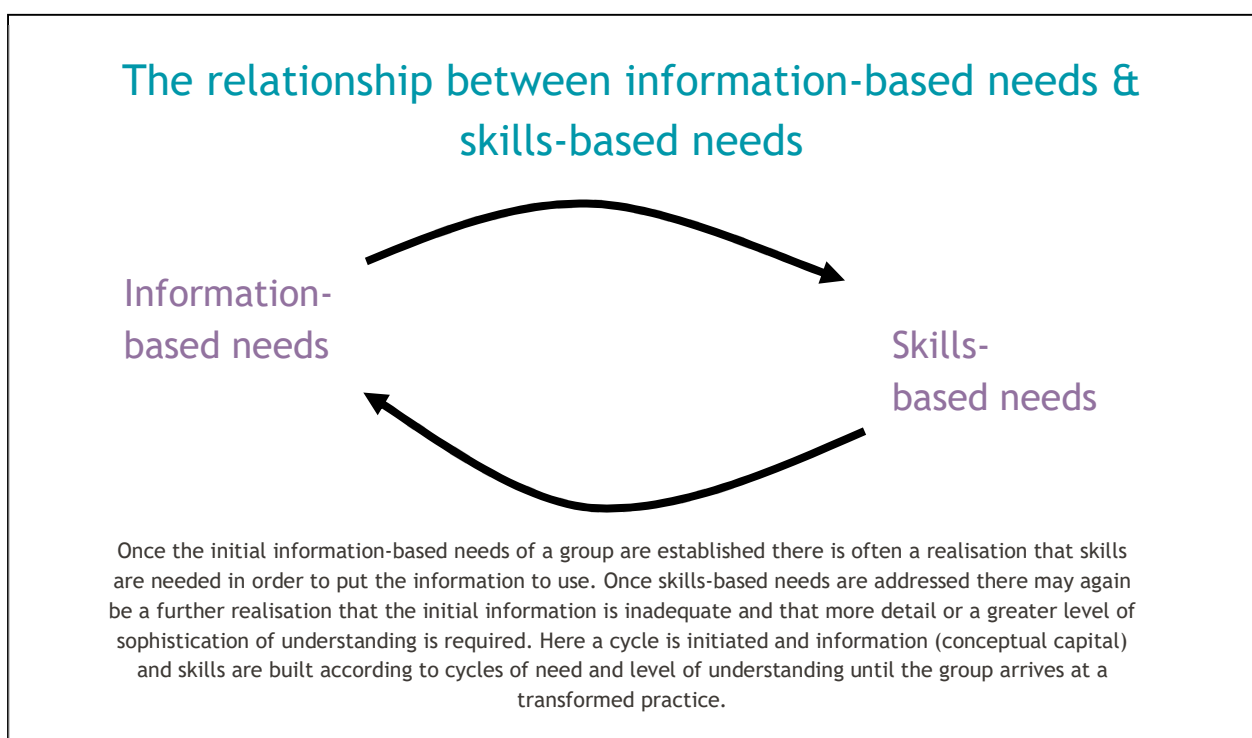 The relationship between information-based needs &
skills-based needs
Information-
based needs
Skills-
based needs
Once the initial information-based needs of a group are established there is often a realisation that skills
are needed in order to put the information to use. Once skills-based needs are addressed there may again
be a further realisation that the initial information is inadequate and that more detail or a greater level of
sophistication of understanding is required. Here a cycle is initiated and information (conceptual capital)
and skills are built according to cycles of need and level of understanding until the group arrives at a
transformed practice.